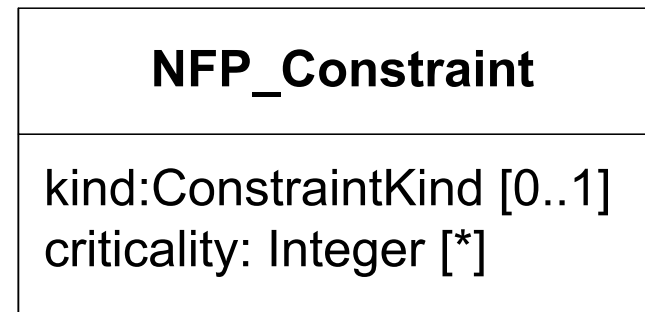 NFP_Constraint
kind:ConstraintKind [0..1]
criticality: Integer [*]